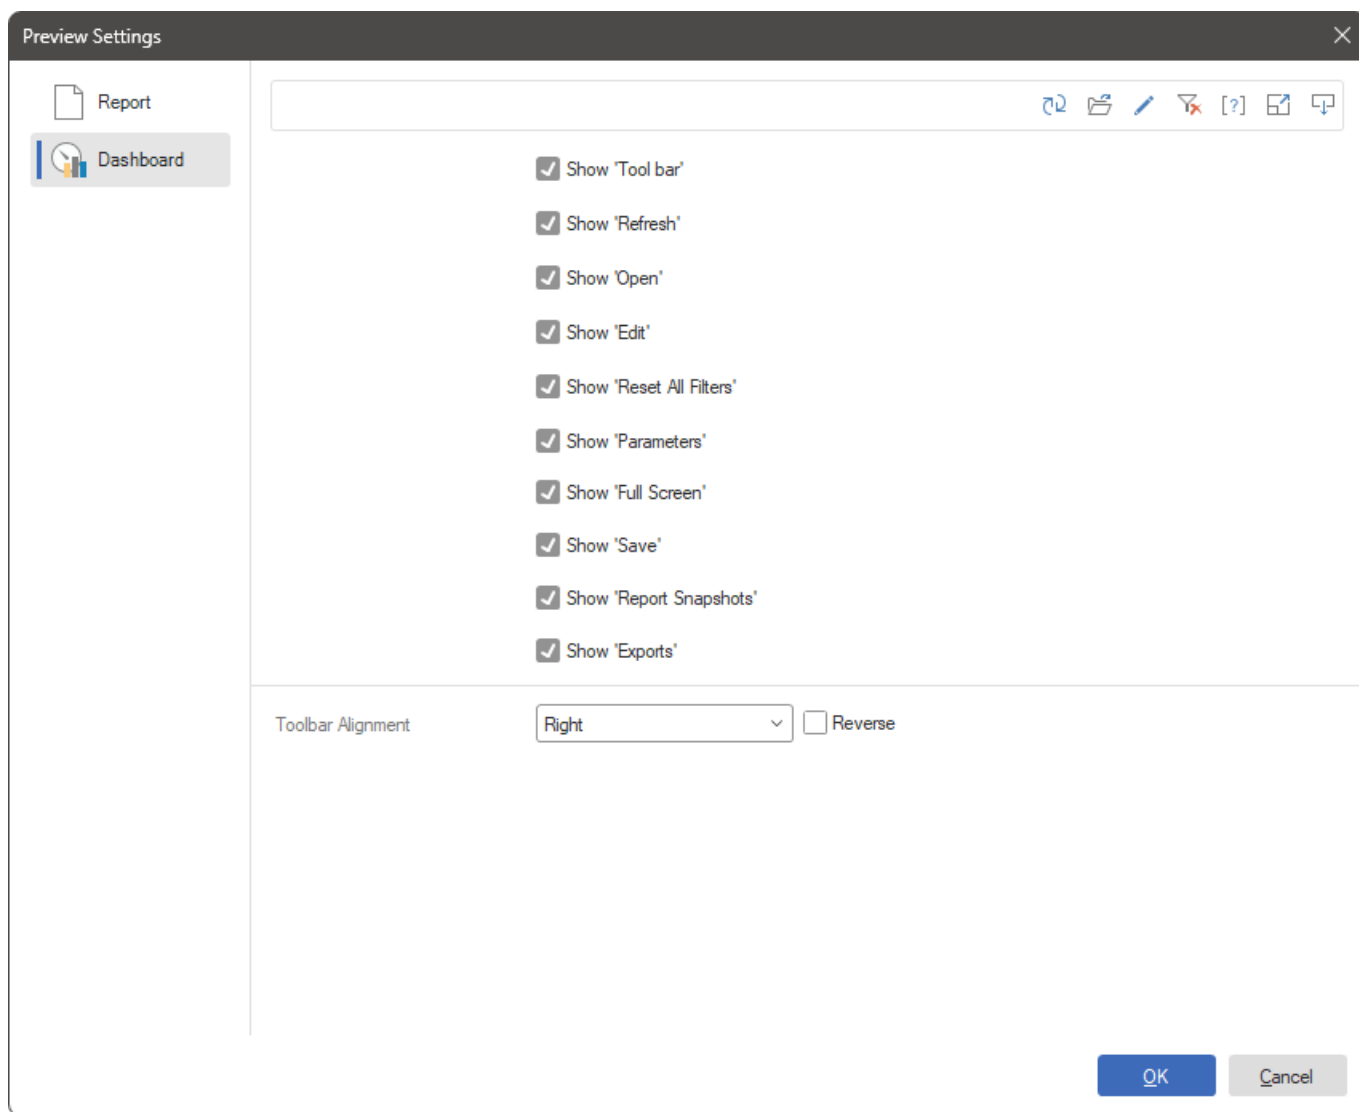 Preview Settings
Report
Dashboard
[?]
Show 'Tool bar'
Show 'Refresh'
Show 'Open'
Show 'Edit'
Show 'Reset All Filters'
Show 'Parameters'
Show 'Full Screen'
Show 'Save'
Show 'Report Snapshots'
Show 'Exports'
Toolbar Alignment Right Reverse
OK Cancel